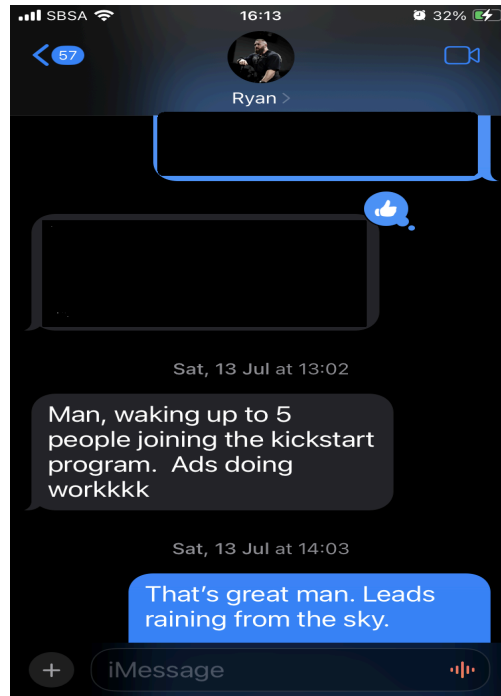 SBSA 16:13 32%
57
Ryan >
Sat, 13 Jul at 13:02
Man, waking up to 5
people joining the kickstart
program.  Ads doing
workkkk
Sat, 13 Jul at 14:03
That’s great man. Leads
raining from the sky.
iMessage